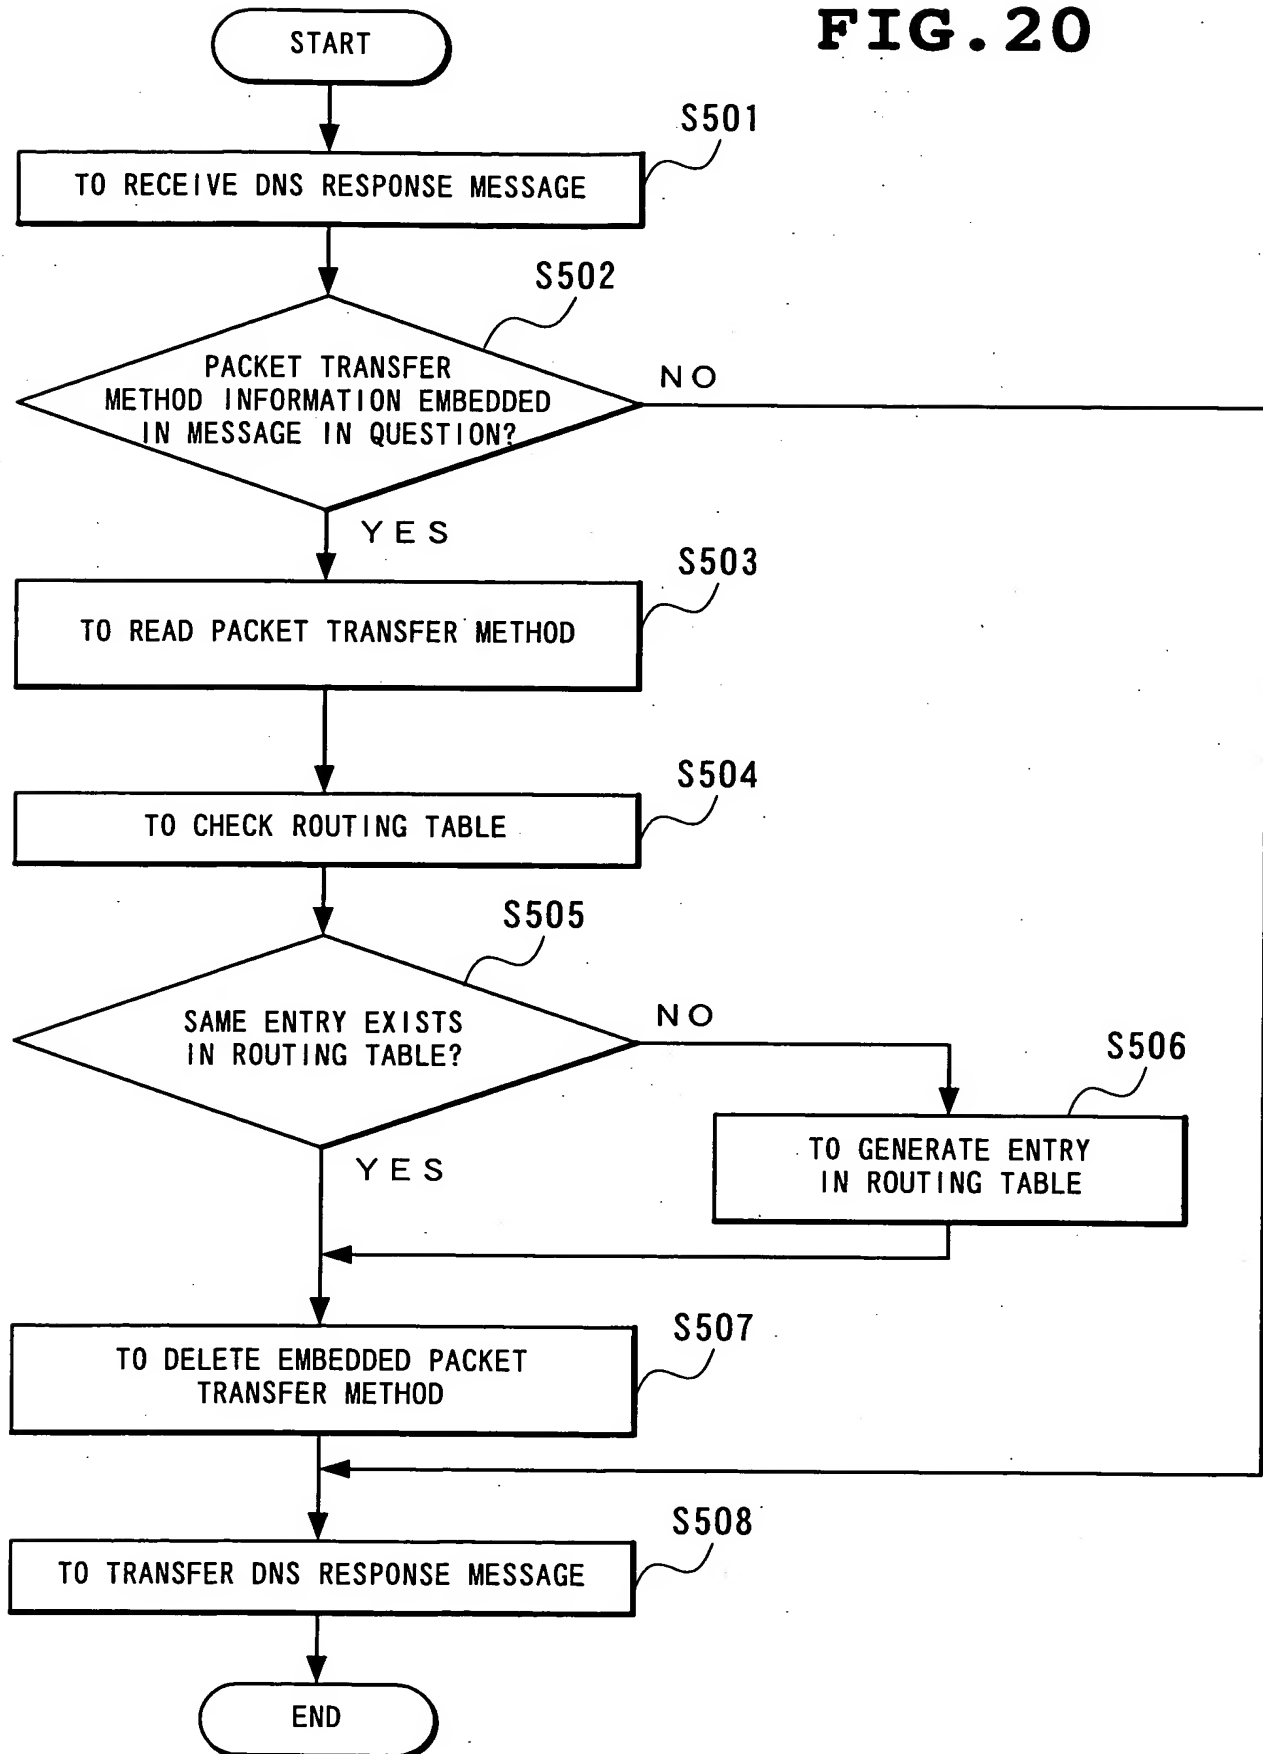 FIG.20
START
S501
TO RECEIVE DNS RESPONSE MESSAGE
S502
PACKET TRANSFER
METHOD INFORMATION EMBEDDED
IN MESSAGE IN QUESTION?
NO
YES
S503
TO READ PACKET TRANSFER METHOD
S504
TO CHECK ROUTING TABLE
S505
SAME ENTRY EXISTS
IN ROUTING TABLE?
NO
YES
S506
TO GENERATE ENTRY
IN ROUTING TABLE
S507
TO DELETE EMBEDDED PACKET
TRANSFER METHOD
S508
TO TRANSFER DNS RESPONSE MESSAGE
END